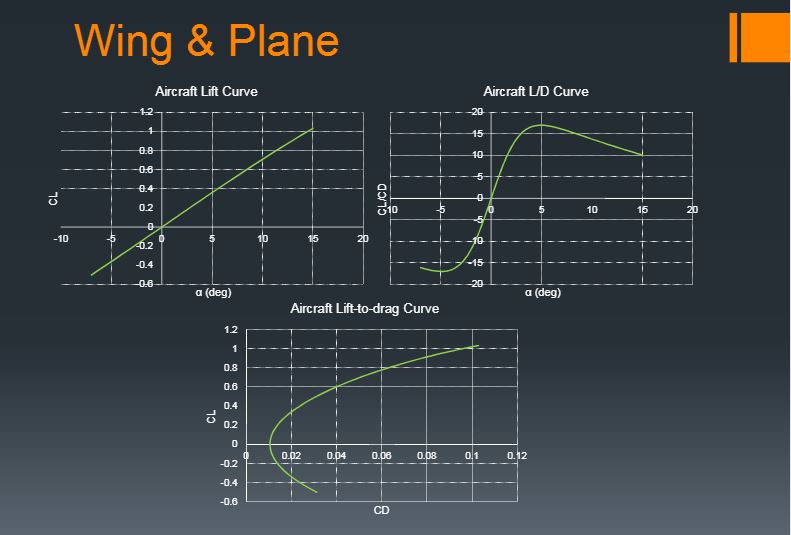 Wing & Plane
Aircraft Lift Curve
1.2
1
0.8
0.6
0.4
0.2
0
-0.2
-0.4
-0.6
-10 -5 0 5 10 15 20
CL
α (deg)
Aircraft L/D Curve
20
15
10
5
0
-5
-10
-15
-20
-10 -5 0 5 10 15 20
CL/CD
α (deg)
Aircraft Lift-to-drag Curve
1.2
1
0.8
0.6
0.4
0.2
0
-0.2
-0.4
-0.6
0 0.02 0.04 0.06 0.08 0.1 0.12
CL
CD